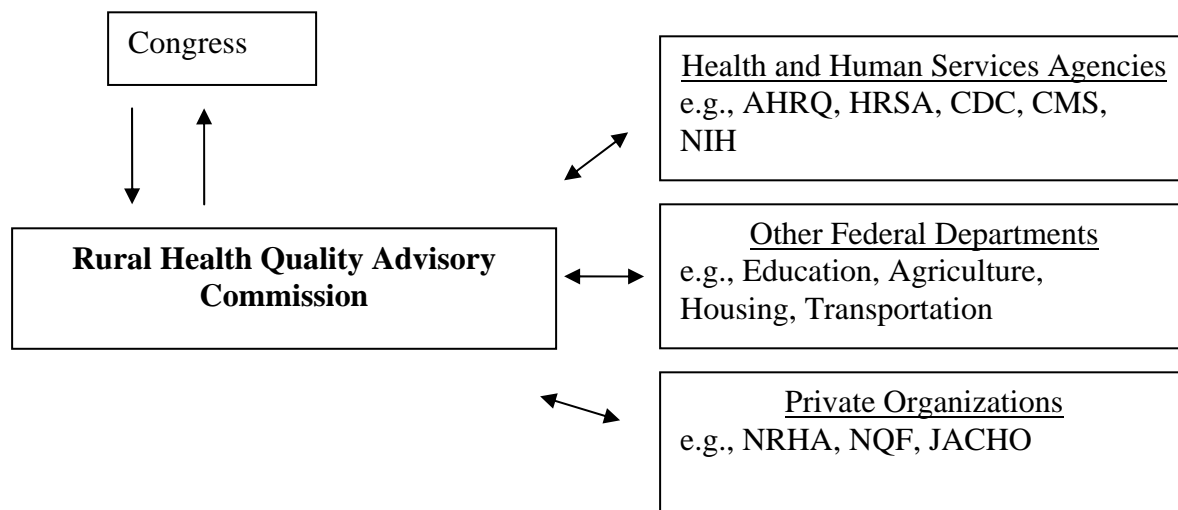 Congress
Health and Human Services Agencies
e.g., AHRQ, HRSA, CDC, CMS,
NIH
Rural Health Quality Advisory
Commission
Other Federal Departments
e.g., Education, Agriculture,
Housing, Transportation
Private Organizations
e.g., NRHA, NQF, JACHO